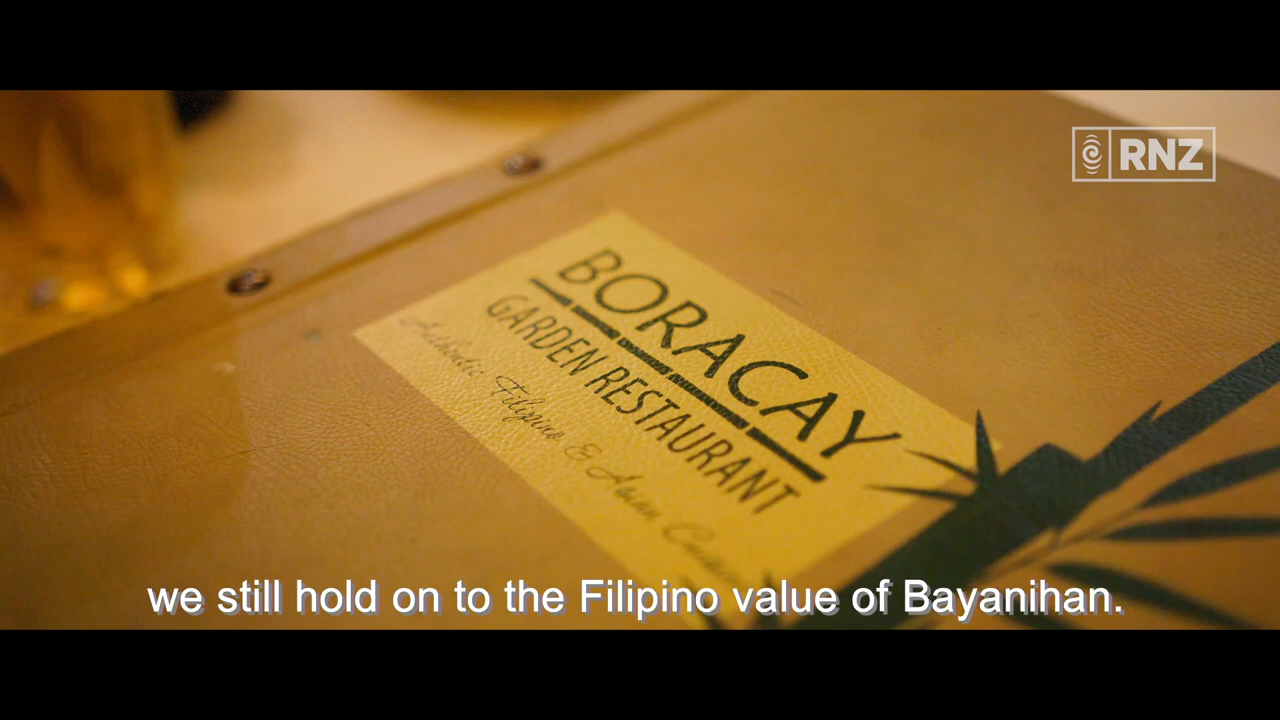 RNZ
BORACAY
GARDEN RESTAURANT
Authentic Filipino & Asian
we still hold on to the Filipino value of Bayanihan.